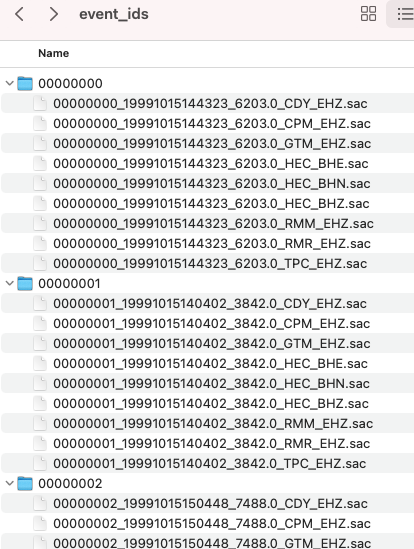 event_ids
Name
00000000
00000000_19991015144323_6203.0_CDY_EHZ.sac
00000000_19991015144323_6203.0_CPM_EHZ.sac
00000000_19991015144323_6203.0_GTM_EHZ.sac
00000000_19991015144323_6203.0_HEC_BHE.sac
00000000_19991015144323_6203.0_HEC_BHN.sac
00000000_19991015144323_6203.0_HEC_BHZ.sac
00000000_19991015144323_6203.0_RMM_EHZ.sac
00000000_19991015144323_6203.0_RMR_EHZ.sac
00000000_19991015144323_6203.0_TPC_EHZ.sac
00000001
00000001_19991015140402_3842.0_CDY_EHZ.sac
00000001_19991015140402_3842.0_CPM_EHZ.sac
00000001_19991015140402_3842.0_GTM_EHZ.sac
00000001_19991015140402_3842.0_HEC_BHE.sac
00000001_19991015140402_3842.0_HEC_BHN.sac
00000001_19991015140402_3842.0_HEC_BHZ.sac
00000001_19991015140402_3842.0_RMM_EHZ.sac
00000001_19991015140402_3842.0_RMR_EHZ.sac
00000001_19991015140402_3842.0_TPC_EHZ.sac
00000002
00000002_19991015150448_7488.0_CDY_EHZ.sac
00000002_19991015150448_7488.0_CPM_EHZ.sac
00000002_19991015150448_7488.0_GTM_EHZ.sac